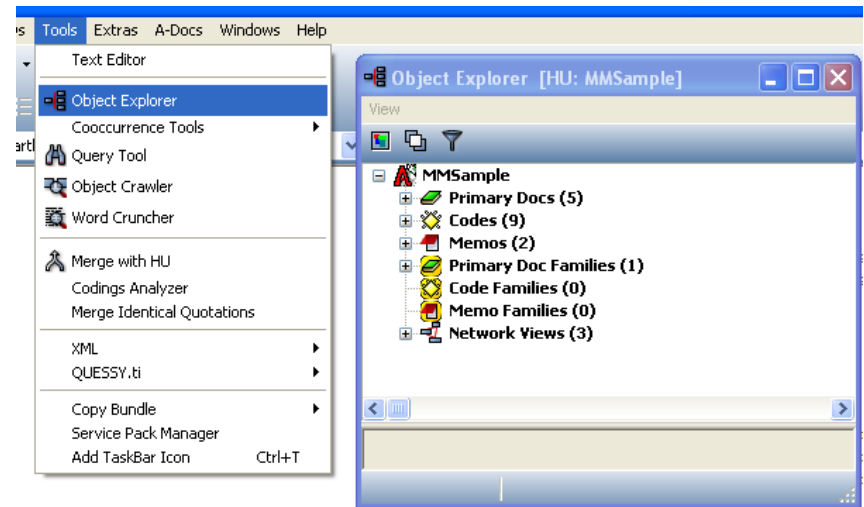 Tools Extras A-Docs Windows Help
Text Editor
Object Explorer
Cooccurrence Tools
Query Tool
Object Crawler
Word Cruncher
Merge with HU
Codings Analyzer
Merge Identical Quotations
XML
QUESSY.ti
Copy Bundle
Service Pack Manager
Add TaskBar Icon Ctrl+T
Object Explorer [HU: MMSample]
View
MMSample
Primary Docs (5)
Codes (9)
Memos (2)
Primary Doc Families (1)
Code Families (0)
Memo Families (0)
Network Views (3)